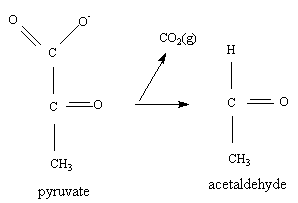 O O-
CO2(g)
H
C
C O
C O
CH3
CH3
pyruvate
acetaldehyde